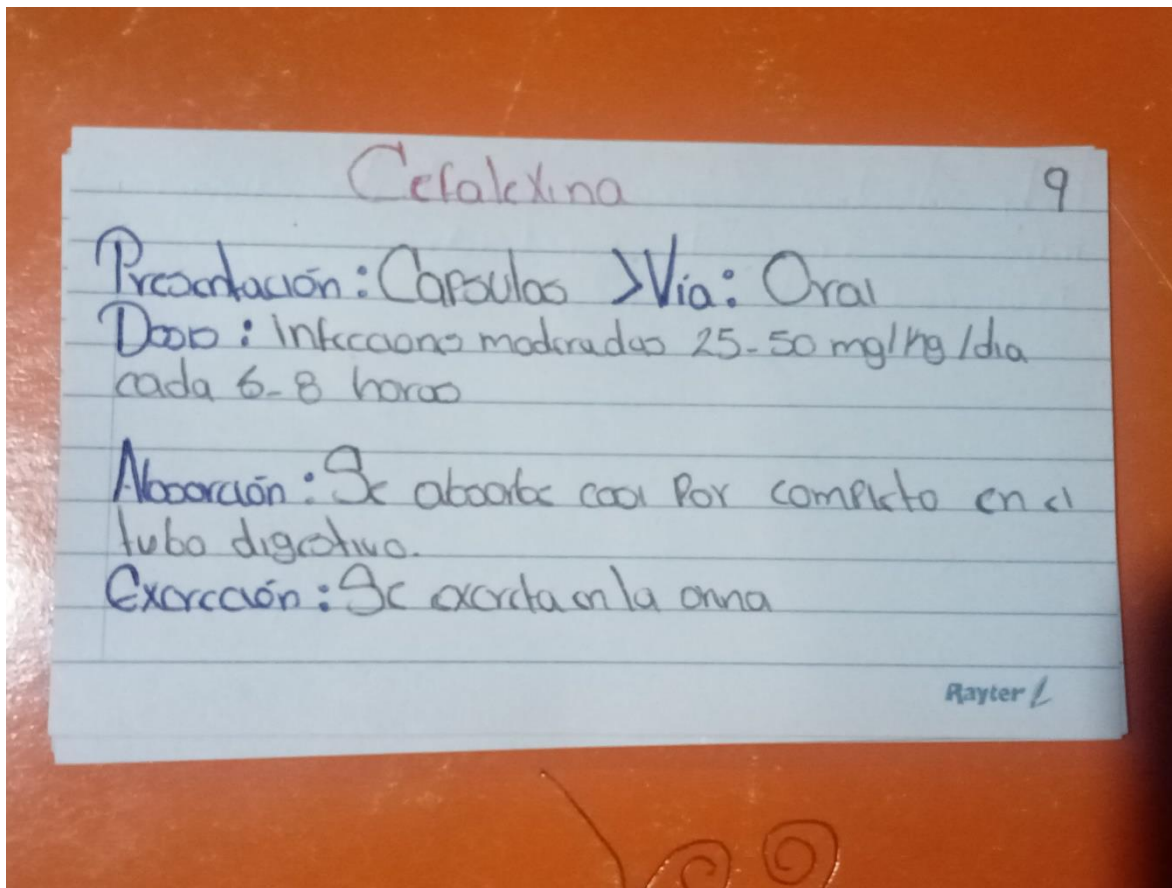 Cefalexina 9
Presentación: Capsulas >Vía: Oral
Dosis: Infecciones moderadas 25-50 mg/kg/dia
cada 6-8 horas
Absorción: Se absorbe casi Por completo en el
tubo digestivo.
Excreción: Se excreta en la orina
Rayter